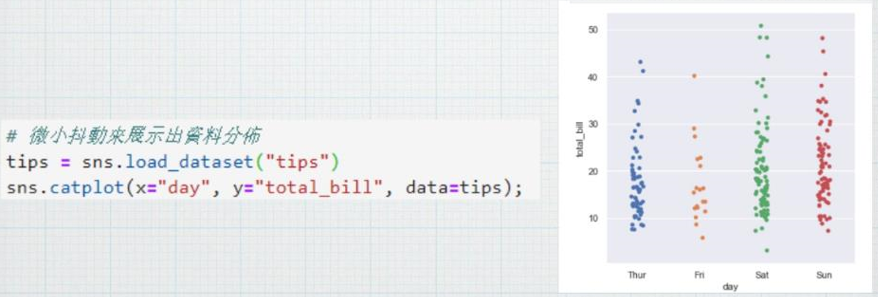 # 微小抖動來展示出資料分佈
tips = sns.load_dataset("tips")
sns.catplot(x="day", y="total_bill", data=tips);
50
40
30
20
10
total_bill
Thur Fri Sat Sun
day